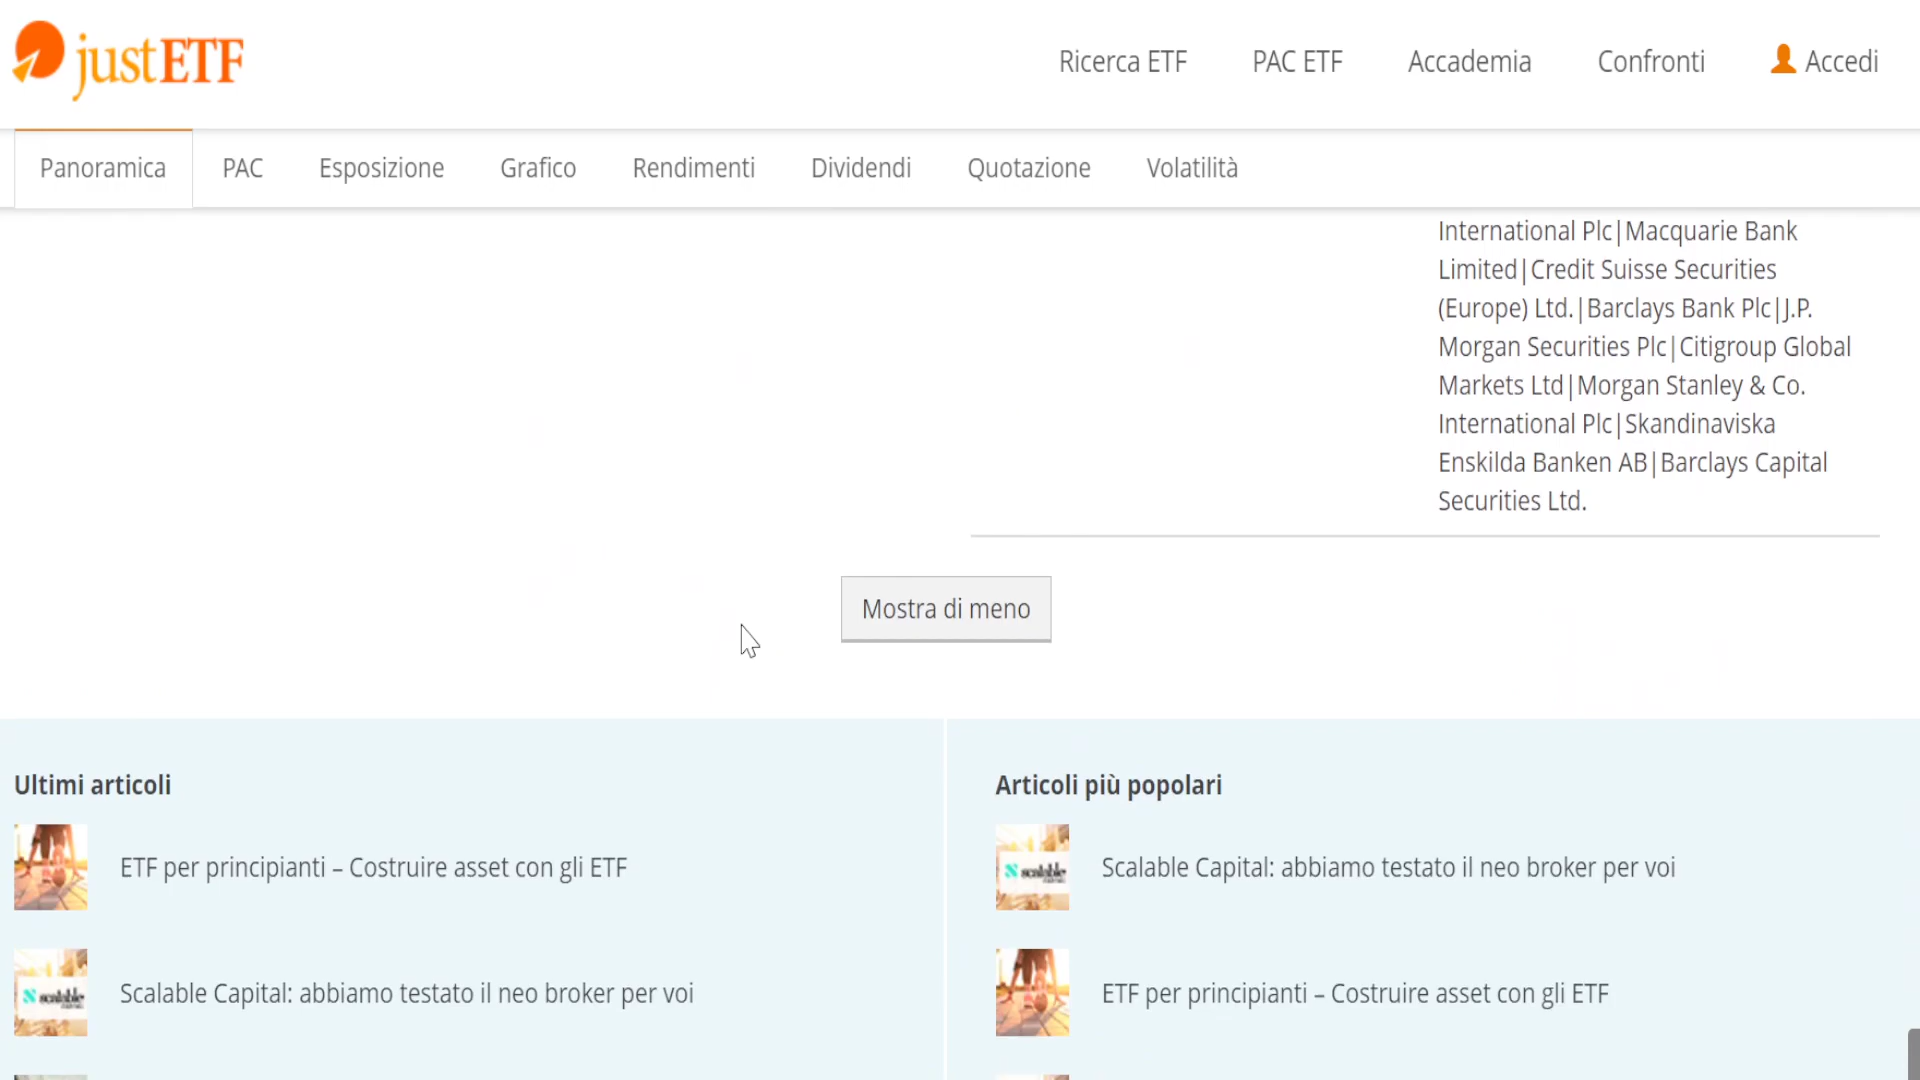 justETF
Ricerca ETF
PAC ETF
Accademia
Confronti
Accedi
Panoramica
PAC
Esposizione
Grafico
Rendimenti
Dividendi
Quotazione
Volatilità
International Plc|Macquarie Bank
Limited|Credit Suisse Securities
(Europe) Ltd.|Barclays Bank Plc|J.P.
Morgan Securities Plc|Citigroup Global
Markets Ltd|Morgan Stanley & Co.
International Plc|Skandinaviska
Enskilda Banken AB|Barclays Capital
Securities Ltd.
Mostra di meno
Ultimi articoli
ETF per principianti – Costruire asset con gli ETF
scalable
Scalable Capital: abbiamo testato il neo broker per voi
Articoli più popolari
scalable
Scalable Capital: abbiamo testato il neo broker per voi
ETF per principianti – Costruire asset con gli ETF